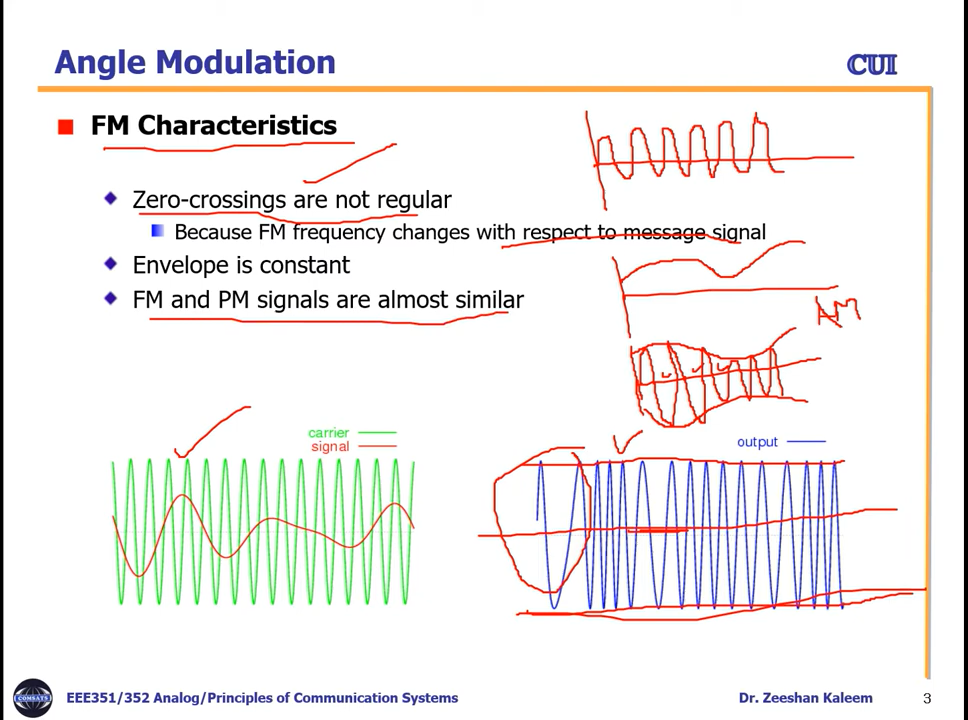 Angle Modulation
CUI
FM Characteristics
Zero-crossings are not regular
Because FM frequency changes with respect to message signal
Envelope is constant
FM and PM signals are almost similar
AM
carrier
signal
output
COMSATS
EEE351/352 Analog/Principles of Communication Systems
Dr. Zeeshan Kaleem
3